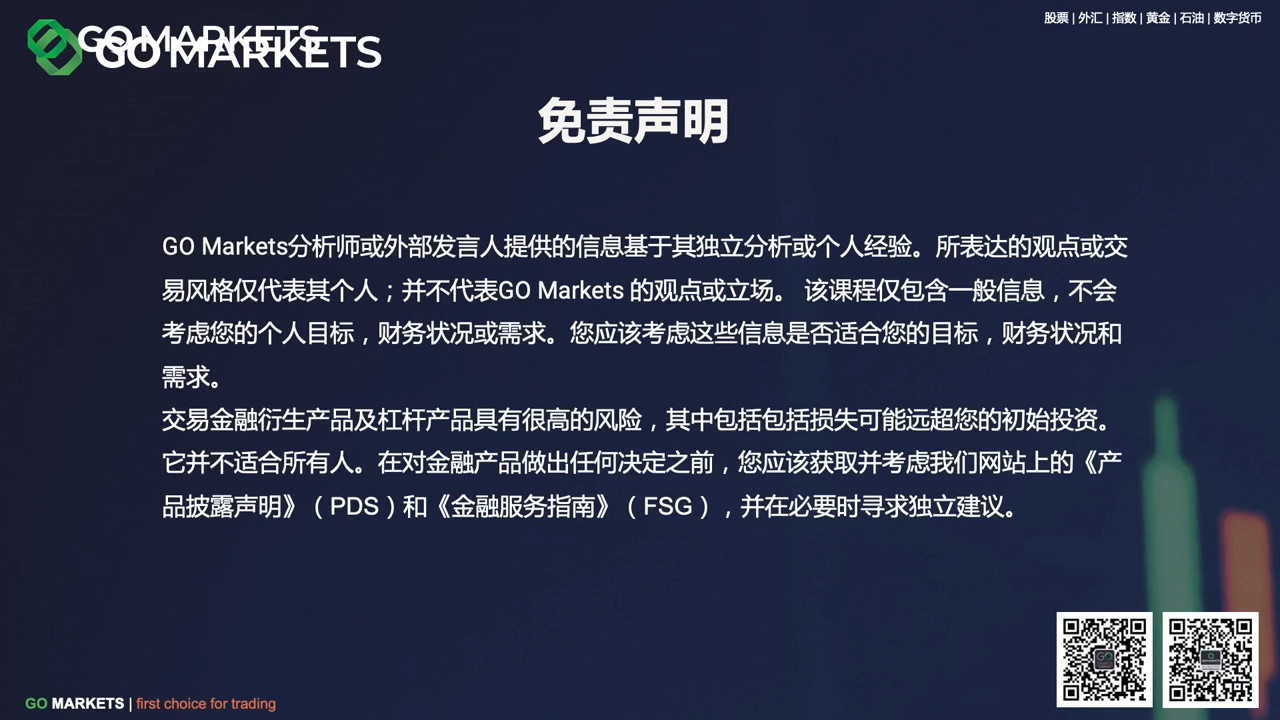 GO MARKETS
GO MARKETS
股票 | 外汇 | 指数 | 黄金 | 石油 | 数字货币
免责声明
GO Markets分析师或外部发言人提供的信息基于其独立分析或个人经验。所表达的观点或交
易风格仅代表其个人；并不代表GO Markets 的观点或立场。 该课程仅包含一般信息，不会
考虑您的个人目标，财务状况或需求。您应该考虑这些信息是否适合您的目标，财务状况和
需求。
交易金融衍生产品及杠杆产品具有很高的风险，其中包括包括损失可能远超您的初始投资。
它并不适合所有人。在对金融产品做出任何决定之前，您应该获取并考虑我们网站上的《产
品披露声明》（PDS）和《金融服务指南》（FSG），并在必要时寻求独立建议。
GO MARKETS | first choice for trading